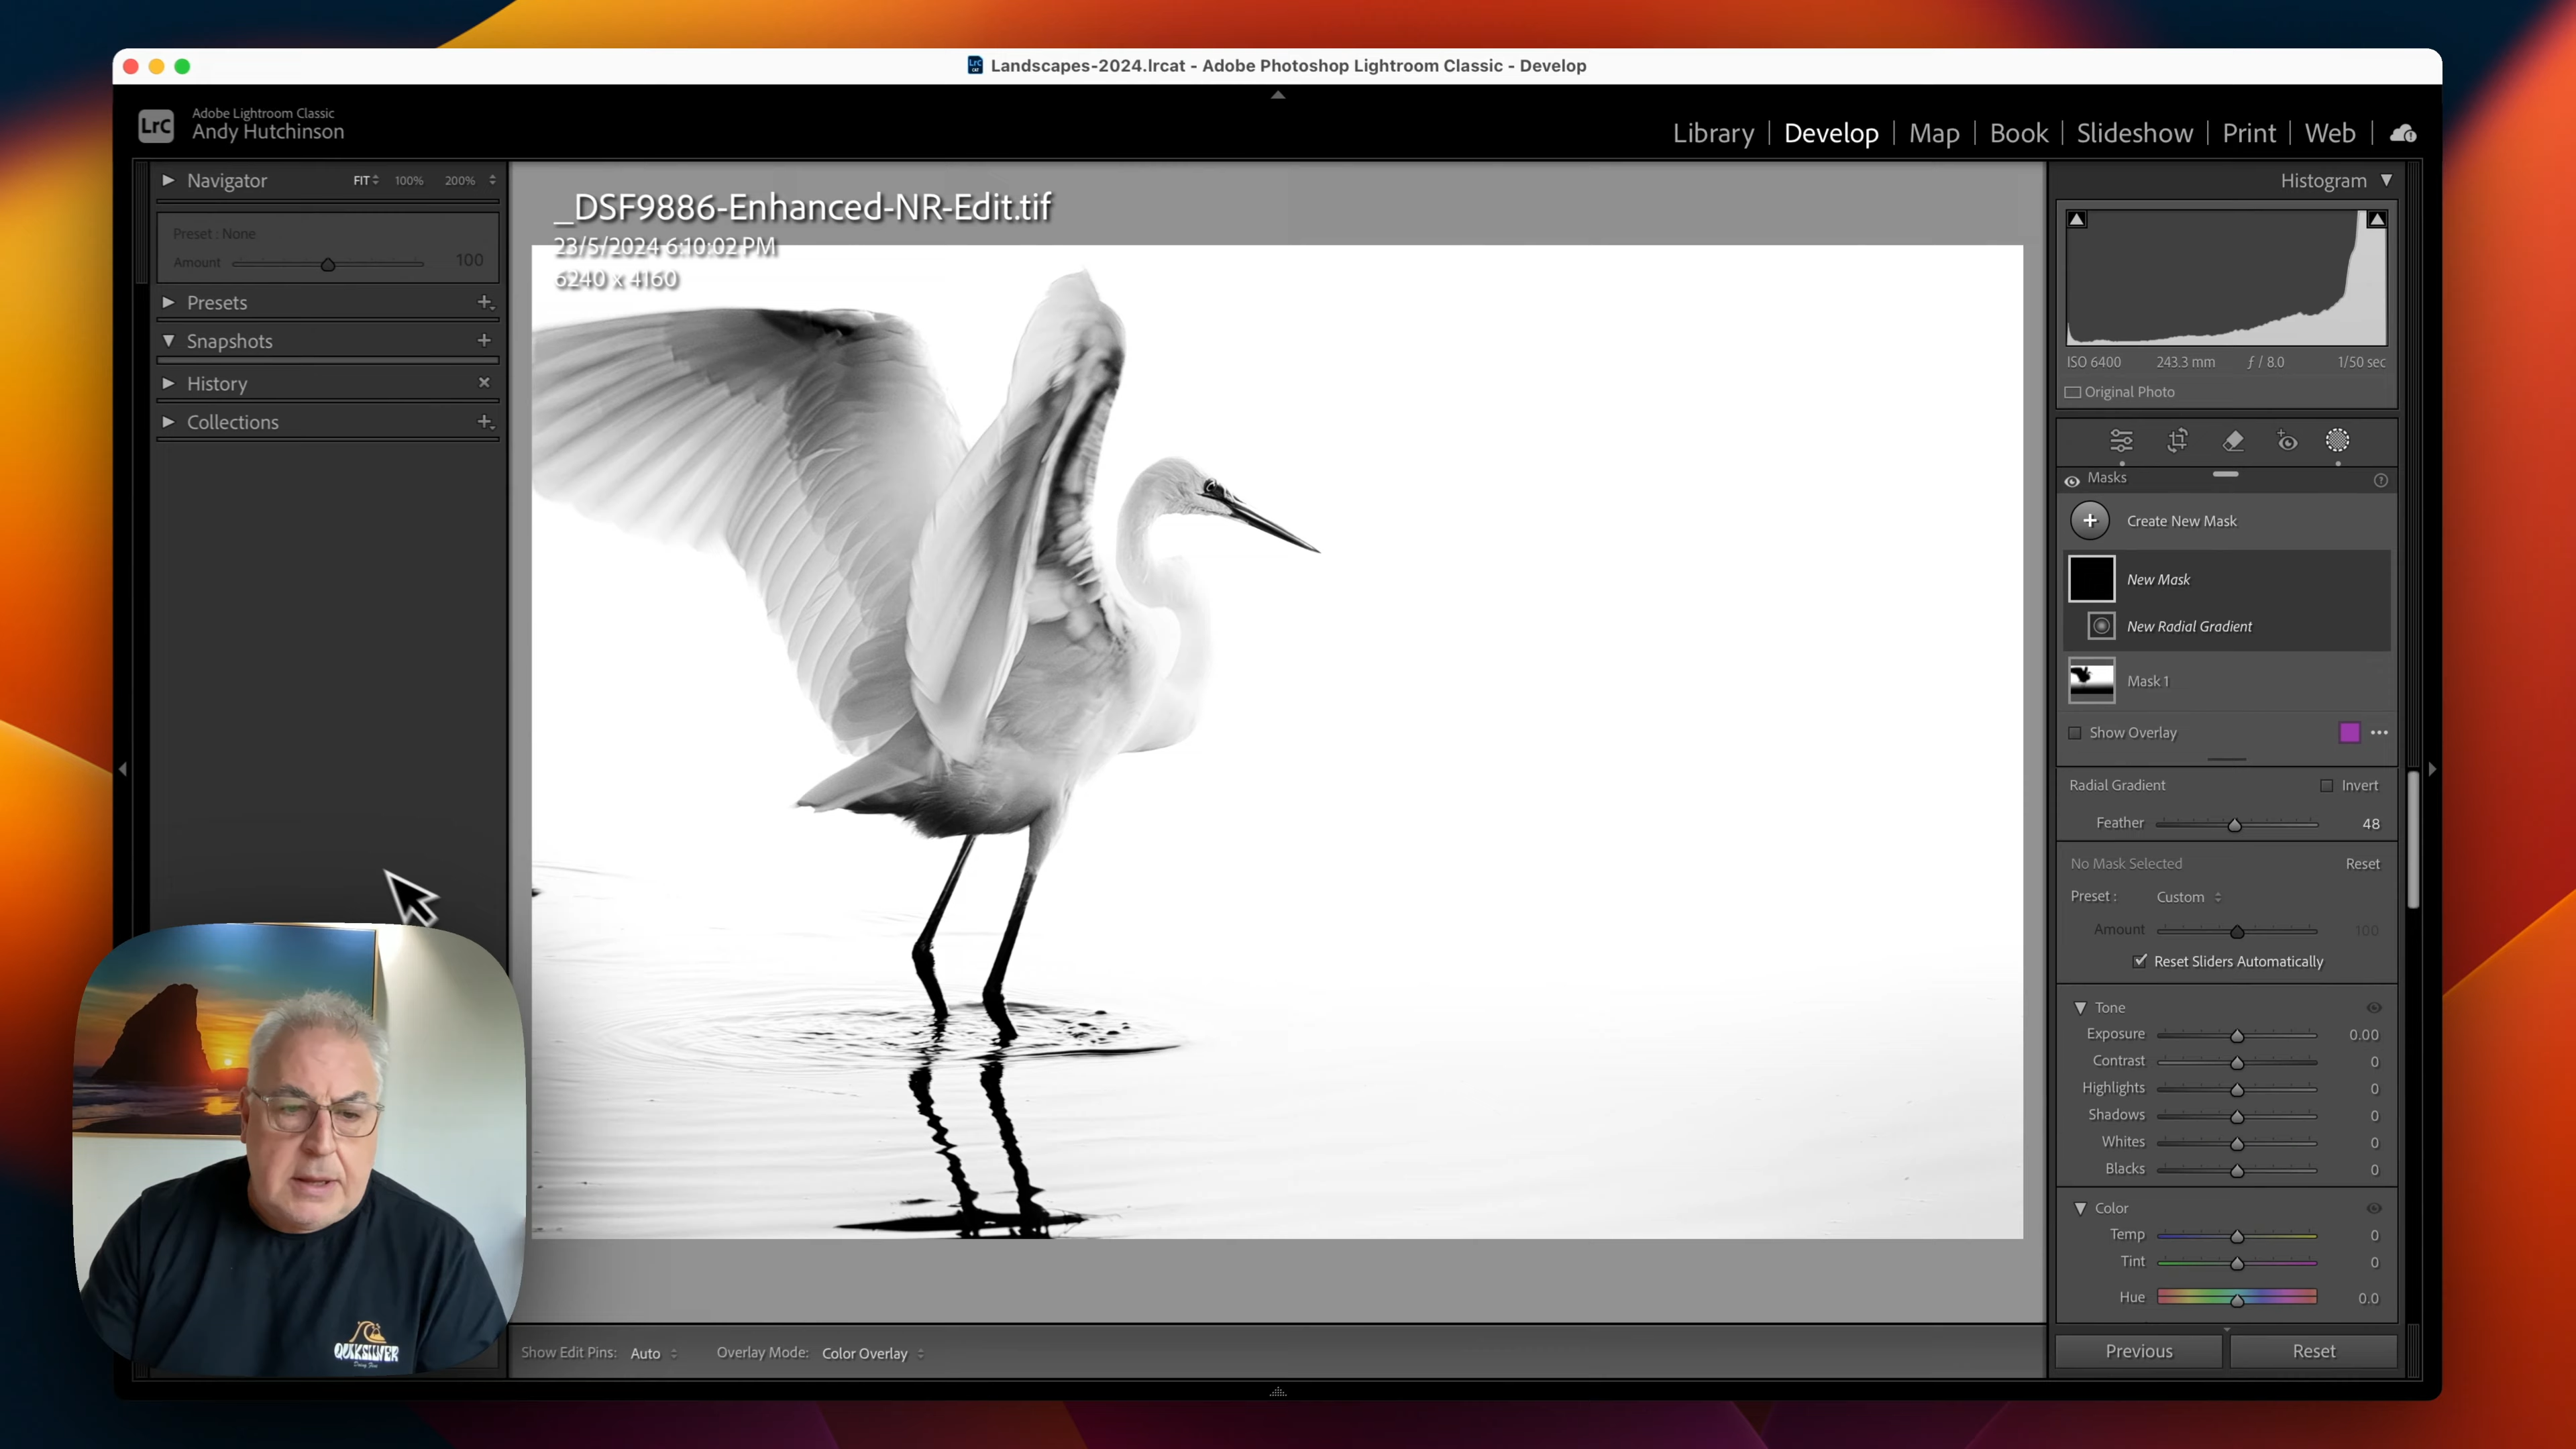 Landscapes-2024.lrcat - Adobe Photoshop Lightroom Classic - Develop
LrC
Adobe Lightroom Classic
Andy Hutchinson
Library | Develop | Map | Book | Slideshow | Print | Web
Navigator FIT 100% 200%
Preset : None
Amount 100
Presets
Snapshots
History
Collections
_DSF9886-Enhanced-NR-Edit.tif
23/5/2024 6:10:02 PM
6240 x 4160
Histogram
ISO 6400 243.3 mm ƒ / 8.0 1/50 sec
Original Photo
Masks
Create New Mask
New Mask
New Radial Gradient
Mask 1
Show Overlay
Radial Gradient Invert
Feather 48
No Mask Selected Reset
Preset : Custom
Amount 100
Reset Sliders Automatically
Tone
Exposure 0.00
Contrast 0
Highlights 0
Shadows 0
Whites 0
Blacks 0
Color
Temp 0
Tint 0
Hue 0.0
Previous Reset
Show Edit Pins: Auto Overlay Mode: Color Overlay
QUIKSILVER